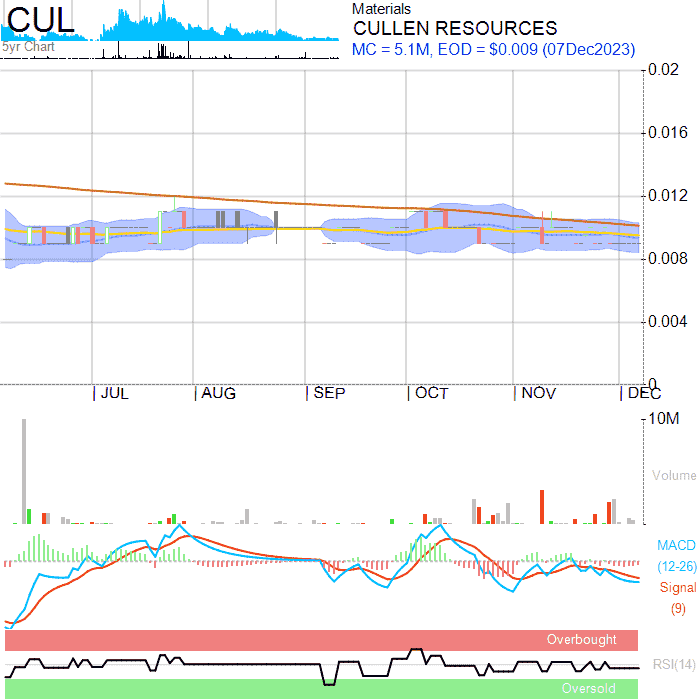 CUL
5yr Chart
Materials
CULLEN RESOURCES
MC = 5.1M, EOD = $0.009 (07Dec2023)
0.02
0.016
0.012
0.008
0.004
0
JUL AUG SEP OCT NOV DEC
10M
Volume
MACD
(12-26)
Signal
(9)
Overbought
RSI(14)
Oversold